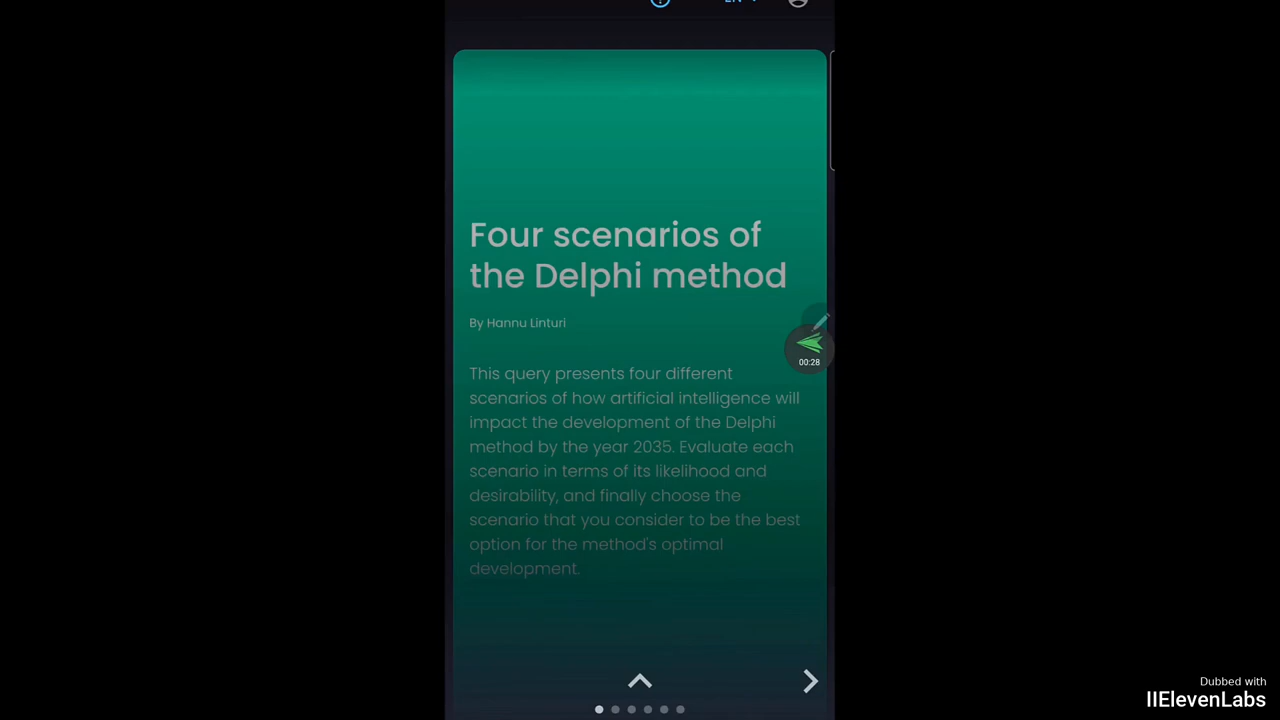 Four scenarios of
the Delphi method
By Hannu Linturi
00:28
This query presents four different
scenarios of how artificial intelligence will
impact the development of the Delphi
method by the year 2035. Evaluate each
scenario in terms of its likelihood and
desirability, and finally choose the
scenario that you consider to be the best
option for the method's optimal
development.
Dubbed with
IIElevenLabs